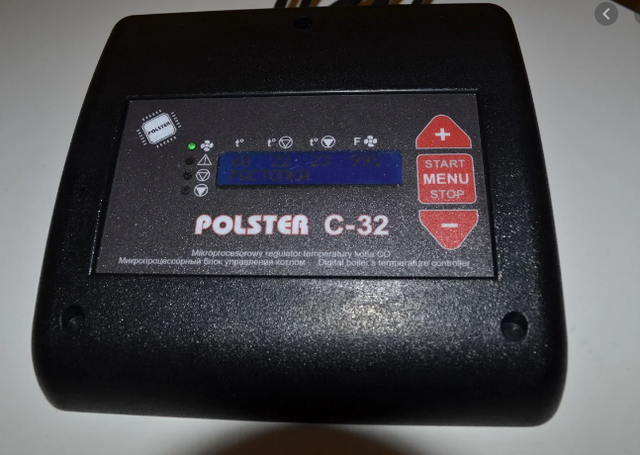 POLSTER
t° t° t° F
+
START
MENU
STOP
-
POLSTER C-32
Mikroprocesorowy regulator temperatury kotła CO
Микропроцессорный блок управления котлом Digital boiler's temperature controller